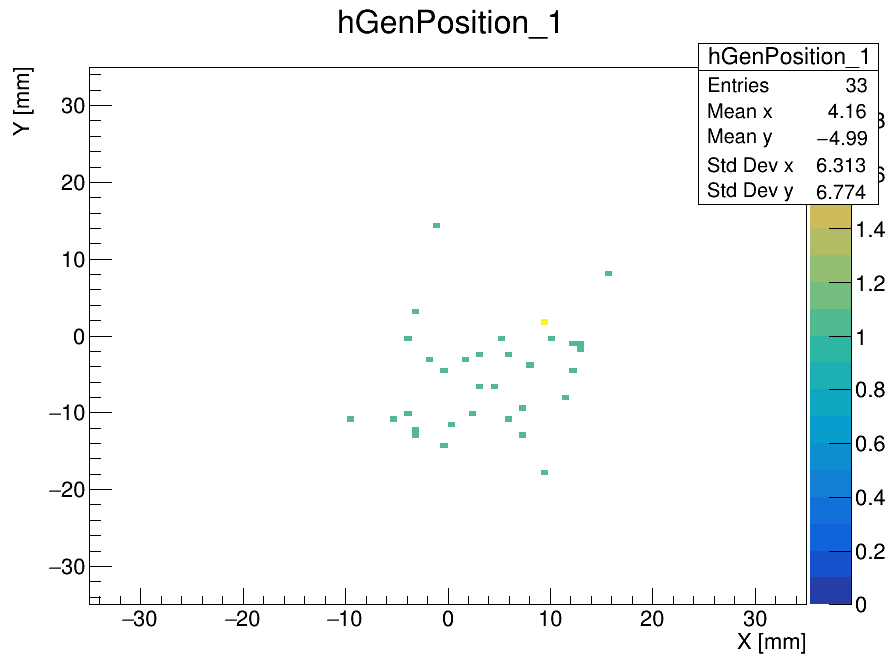 hGenPosition_1
Y [mm]
hGenPosition_1
Entries 33
Mean x 4.16
Mean y −4.99
Std Dev x 6.313
Std Dev y 6.774
30
20
10
0
−10
−20
−30
−30 −20 −10 0 10 20 30
X [mm]
8
6
1.4
1.2
1
0.8
0.6
0.4
0.2
0